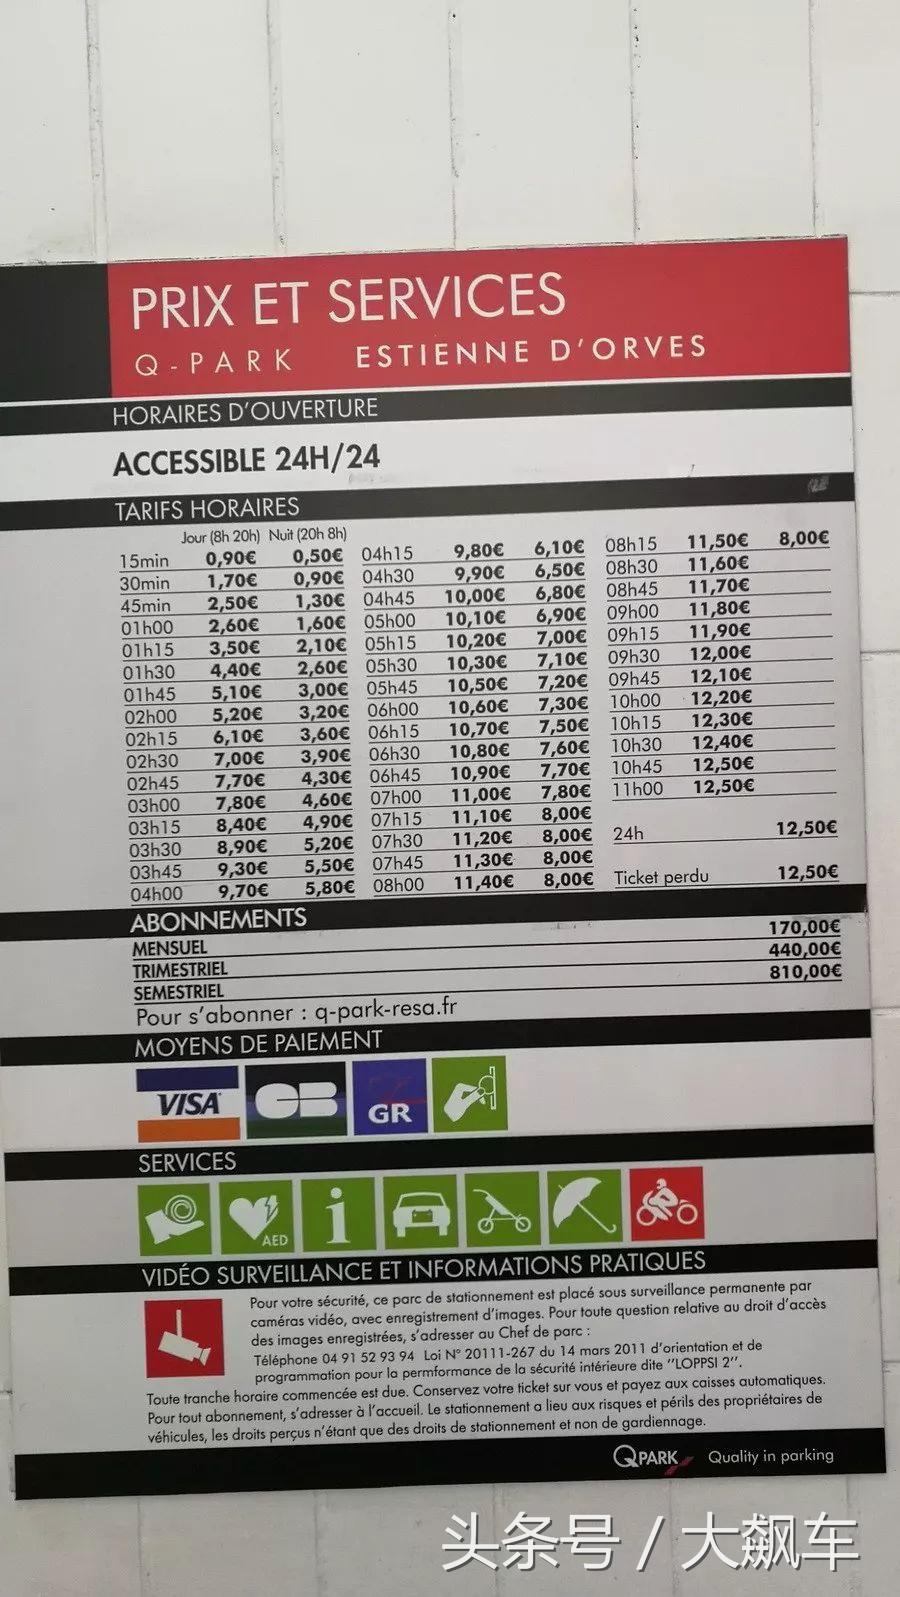 PRIX ET SERVICES
Q-PARK ESTIENNE D'ORVES
HORAIRES D'OUVERTURE
ACCESSIBLE 24H/24
TARIFS HORAIRES
Jour (8h 20h) Nuit (20h 8h)
15min 0,90€ 0,50€
30min 1,70€ 0,90€
45min 2,50€ 1,30€
01h00 2,60€ 1,60€
01h15 3,50€ 2,10€
01h30 4,40€ 2,60€
01h45 5,10€ 3,00€
02h00 5,20€ 3,20€
02h15 6,10€ 3,60€
02h30 7,00€ 3,90€
02h45 7,70€ 4,30€
03h00 7,80€ 4,60€
03h15 8,40€ 4,90€
03h30 8,90€ 5,20€
03h45 9,30€ 5,50€
04h00 9,70€ 5,80€
04h15 9,80€ 6,10€
04h30 9,90€ 6,50€
04h45 10,00€ 6,80€
05h00 10,10€ 6,90€
05h15 10,20€ 7,00€
05h30 10,30€ 7,10€
05h45 10,50€ 7,20€
06h00 10,60€ 7,30€
06h15 10,70€ 7,50€
06h30 10,80€ 7,60€
06h45 10,90€ 7,70€
07h00 11,00€ 7,80€
07h15 11,10€ 8,00€
07h30 11,20€ 8,00€
07h45 11,30€ 8,00€
08h00 11,40€ 8,00€
08h15 11,50€ 8,00€
08h30 11,60€
08h45 11,70€
09h00 11,80€
09h15 11,90€
09h30 12,00€
09h45 12,10€
10h00 12,20€
10h15 12,30€
10h30 12,40€
10h45 12,50€
11h00 12,50€
24h 12,50€
Ticket perdu 12,50€
ABONNEMENTS
MENSUEL 170,00€
TRIMESTRIEL 440,00€
SEMESTRIEL 810,00€
Pour s'abonner : q-park-resa.fr
MOYENS DE PAIEMENT
VISA CB GR
SERVICES
AED i
VIDÉO SURVEILLANCE ET INFORMATIONS PRATIQUES
Pour votre sécurité, ce parc de stationnement est placé sous surveillance permanente par
caméras vidéo, avec enregistrement d'images. Pour toute question relative au droit d'accès
des images enregistrées, s'adresser au Chef de parc :
Téléphone 04 91 52 93 94 Loi N° 20111-267 du 14 mars 2011 d'orientation et de
programmation pour la permformance de la sécurité intérieure dite "LOPPSI 2".
Toute tranche horaire commencée est due. Conservez votre ticket sur vous et payez aux caisses automatiques.
Pour tout abonnement, s'adresser à l'accueil. Le stationnement a lieu aux risques et périls des propriétaires de
véhicules, les droits perçus n'étant que des droits de stationnement et non de gardiennage.
QPARK Quality in parking
头条号 / 大飙车